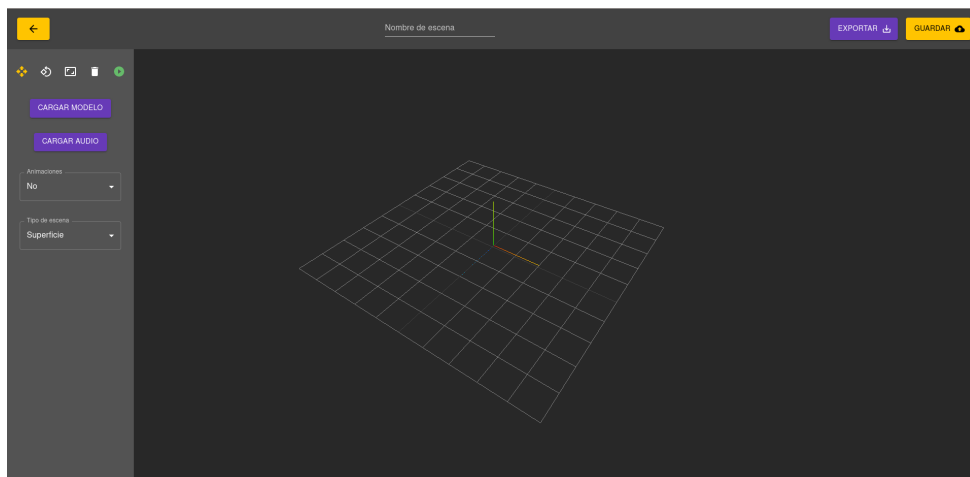 Nombre de escena
EXPORTAR
GUARDAR
CARGAR MODELO
CARGAR AUDIO
Animaciones
No
Tipo de escena
Superficie